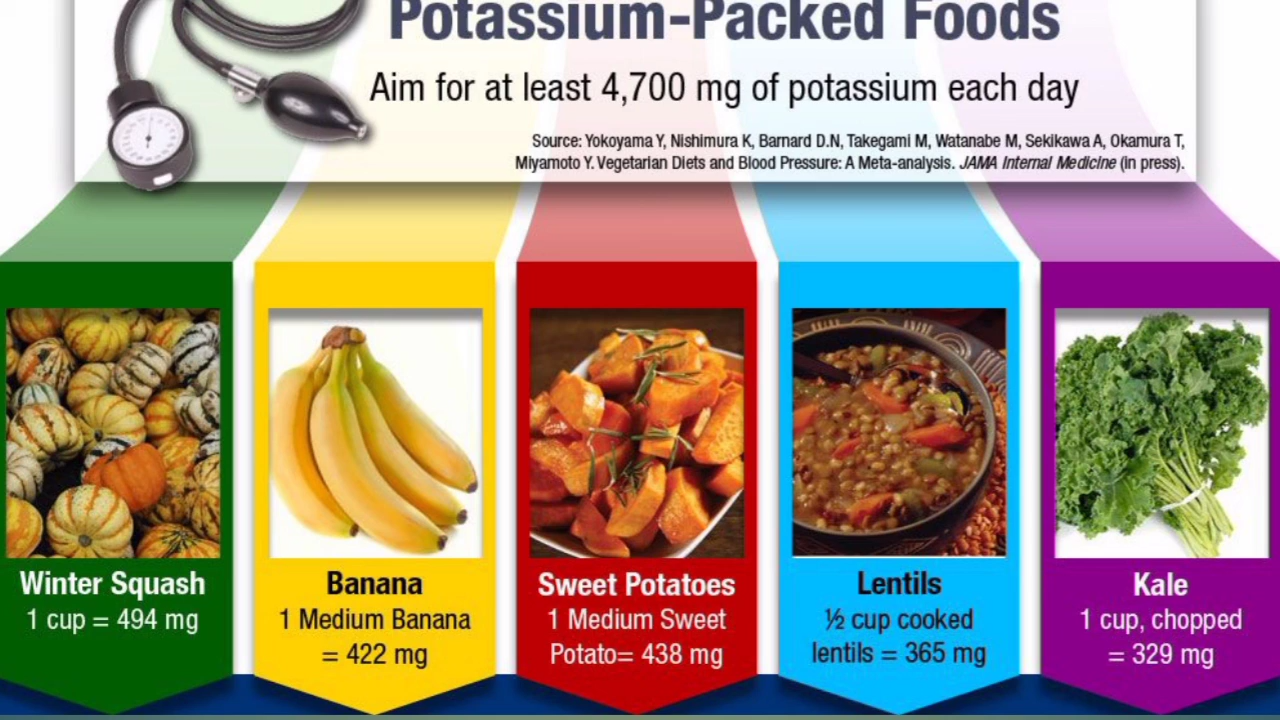 Potassium-Packed Foods
Aim for at least 4,700 mg of potassium each day
Source: Yokoyama Y, Nishimura K, Barnard D.N, Takegami M, Watanabe M, Sekikawa A, Okamura T,
Miyamoto Y. Vegetarian Diets and Blood Pressure: A Meta-analysis. JAMA Internal Medicine (in press).
Winter Squash
1 cup = 494 mg
Banana
1 Medium Banana
= 422 mg
Sweet Potatoes
1 Medium Sweet
Potato= 438 mg
Lentils
½ cup cooked
lentils = 365 mg
Kale
1 cup, chopped
= 329 mg